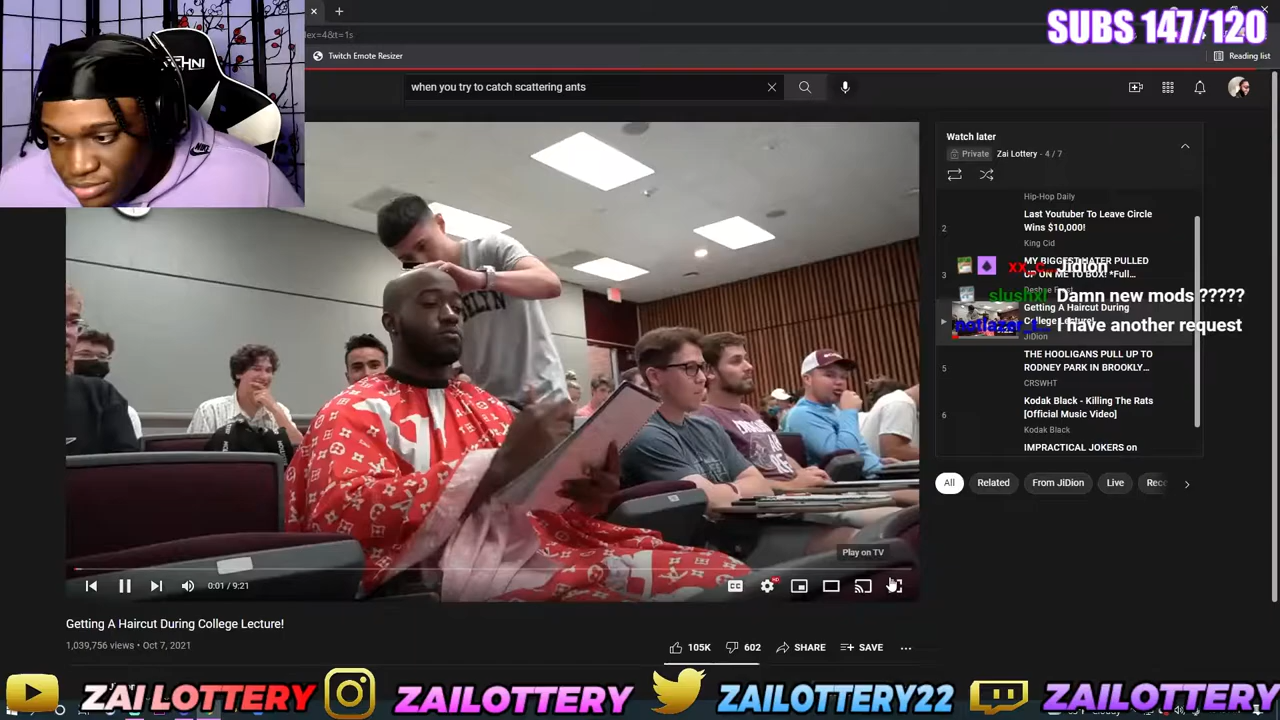 SUBS 147/120
ex=4&t=1s
Twitch Emote Resizer
Reading list
when you try to catch scattering ants
Watch later
Private Zai Lottery - 4 / 7
Hip-Hop Daily
2 Last Youtuber To Leave Circle
Wins $10,000!
King Cid
3 MY BIGGEST HATER PULLED
UP ON ME TO BOX! *Full...
Jidion
slushxl Damn new mods ?????
I have another request
Getting A Haircut During
College Lecture!
JiDion
5 THE HOOLIGANS PULL UP TO
RODNEY PARK IN BROOKLY...
CRSWHT
6 Kodak Black - Killing The Rats
[Official Music Video]
Kodak Black
IMPRACTICAL JOKERS on
All Related From JiDion Live
Play on TV
0:01 / 9:21
HD
Getting A Haircut During College Lecture!
1,039,756 views • Oct 7, 2021
105K 602 SHARE SAVE
ZAI LOTTERY ZAILOTTERY ZAILOTTERY22 ZAILOTTERY